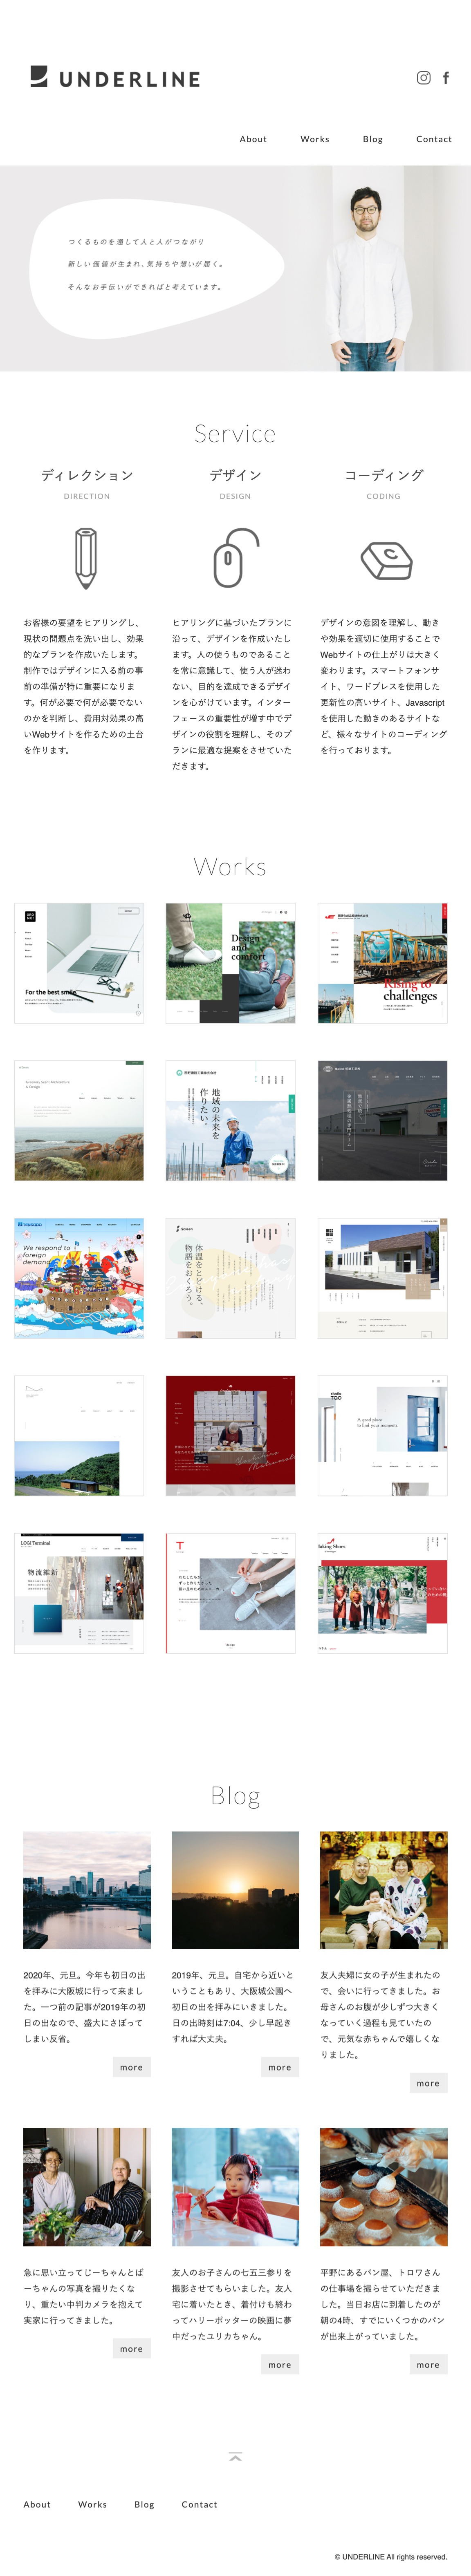 UNDERLINE
About Works Blog Contact
つくるものを通して人と人がつながり
新しい価値が生まれ、気持ちや想いが届く。
そんなお手伝いができればと考えています。
Service
ディレクション
DIRECTION
お客様の要望をヒアリングし、
現状の問題点を洗い出し、効果
的なプランを作作いたします。
制作ではデザインに入る前の事
前の準備が特に重要になりま
す。何が必要で何が必要でない
のかを判断し、費用対効果の高
いWebサイトを作るための土台
を作ります。
デザイン
DESIGN
ヒアリングに基づいたプランに
沿って、デザインを作成いたし
ます。人の使うものであること
を常に意識して、使う人が迷わ
ない、目的を達成できるデザイ
ンを心がけています。インター
フェースの重要性が増す中でデ
ザインの役割を理解し、そのプ
ランに最適な提案をさせていた
だきます。
コーディング
CODING
デザインの意図を理解し、動き
や効果を適切に使用することで
Webサイトの仕上がりは大きく
変わります。スマートフォンサ
イト、ワードプレスを使用した
更新性の高いサイト、Javascript
を使用した動きのあるサイトな
ど、様々なサイトのコーディング
を行っております。
Works
For the best smile.
Design
and
comfort
Rising to
challenges
地域の未来を
作りたい。
We respond to
foreign
demand
Screen
体温をとどける、
物語をおくろう。
studio
TGO
A good place
to find your moments.
LOGI Terminal
物流維新
Blog
2020年、元旦。今年も初日の出
を拝みに大阪城に行って来まし
た。一つ前の記事が2019年の初
日の出なので、盛大にさぼって
しまい反省。
more
2019年、元旦。自宅から近いと
いうこともあり、大阪城公園へ
初日の出を拝みにいきました。
日の出時刻は7:04、少し早起き
すれば大丈夫。
more
友人夫婦に女の子が生まれたの
で、会いに行ってきました。お
母さんのお腹が少しずつ大きく
なっていく過程も見ていたの
で、元気な赤ちゃんで嬉しくな
りました。
more
急に思い立ってじーちゃんとば
ーちゃんの写真を撮りたくな
り、重たい中判カメラを抱えて
実家に行ってきました。
more
友人のお子さんの七五三参りを
撮影させてもらいました。友人
宅に着いたとき、着付けも終わ
ってハリーポッターの映画に夢
中だったユリカちゃん。
more
平野にあるパン屋、トロワさん
の仕事場を撮らせていただきま
した。当日お店に到着したのが
朝の4時、すでにいくつかのパン
が出来上がっていました。
more
About Works Blog Contact
© UNDERLINE All rights reserved.